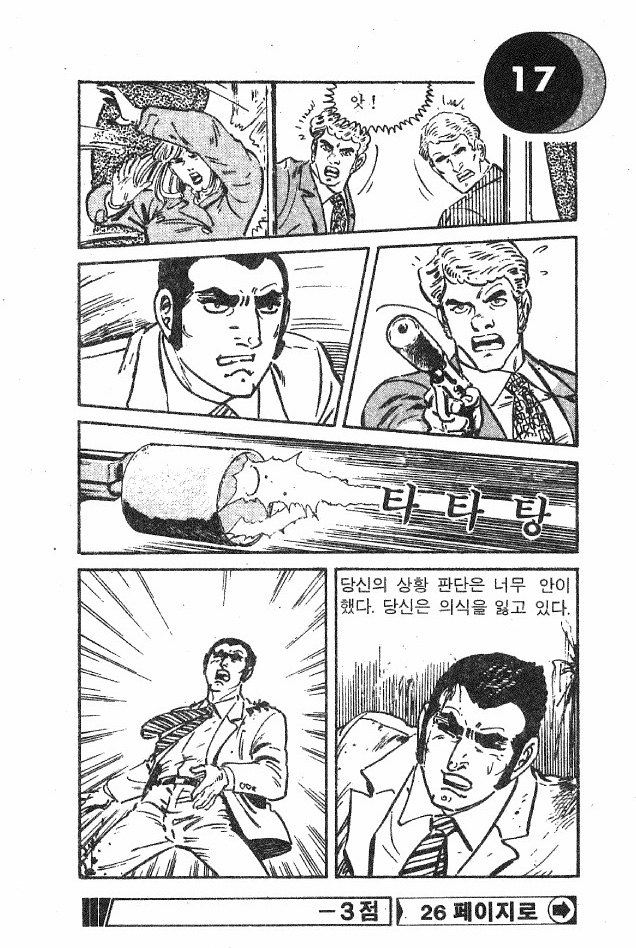 17
앗!
타 타 탕
당신의 상황 판단은 너무 안이
했다. 당신은 의식을 잃고 있다.
-3점
26 페이지로